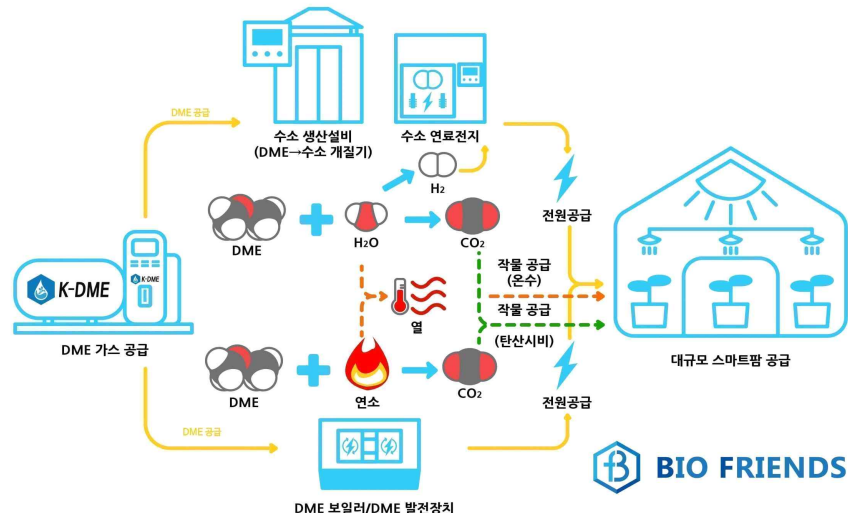 DME 공급
수소 생산설비
(DME→수소 개질기)
수소 연료전지
H₂
DME
H₂O
CO₂
전원공급
K-DME
K-DME
DME 가스 공급
열
작물 공급
(온수)
작물 공급
(탄산시비)
대규모 스마트팜 공급
DME
연소
CO₂
전원공급
DME 공급
DME 보일러/DME 발전장치
BIO FRIENDS